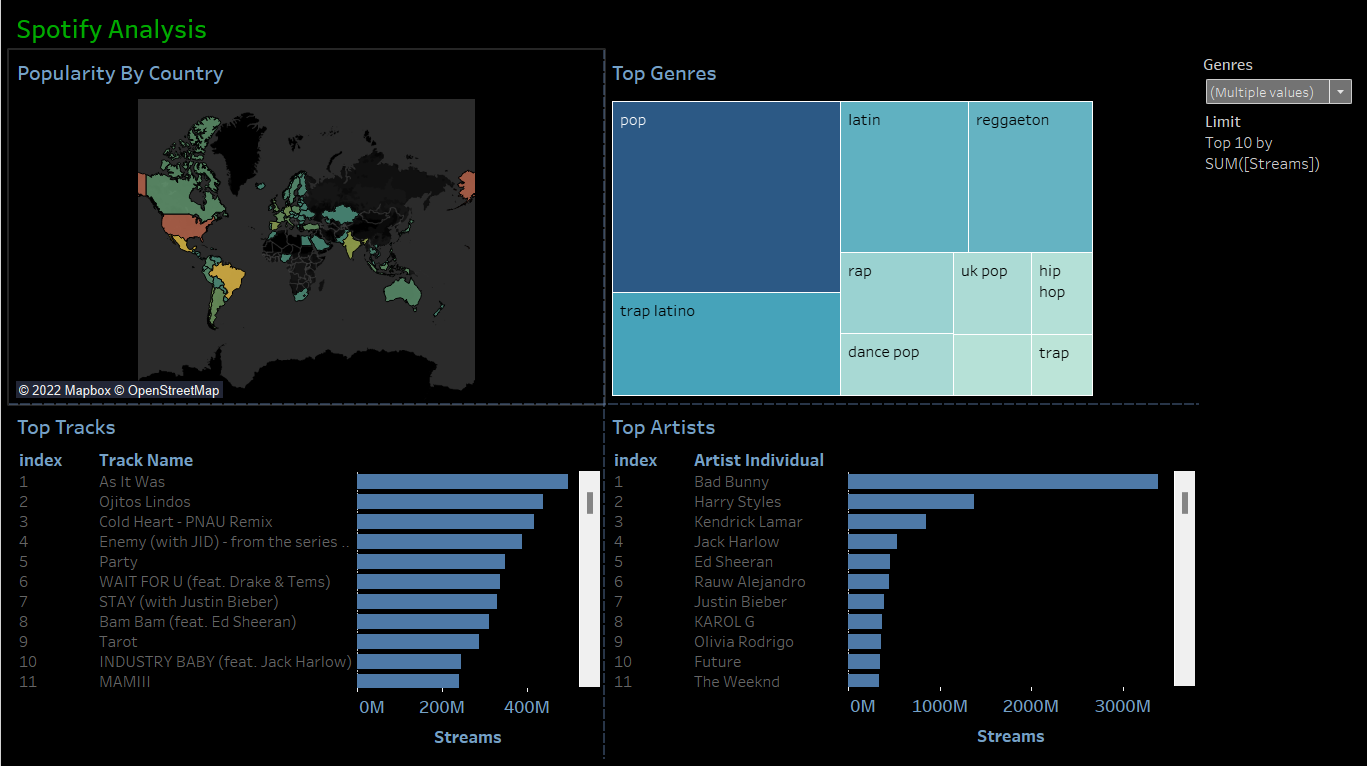 Spotify Analysis
Popularity By Country
© 2022 Mapbox © OpenStreetMap
Top Genres
pop
latin
reggaeton
trap latino
rap
uk pop
hip
hop
dance pop
trap
Genres
(Multiple values)
Limit
Top 10 by
SUM([Streams])
Top Tracks
index Track Name
1 As It Was
2 Ojitos Lindos
3 Cold Heart - PNAU Remix
4 Enemy (with JID) - from the series ..
5 Party
6 WAIT FOR U (feat. Drake & Tems)
7 STAY (with Justin Bieber)
8 Bam Bam (feat. Ed Sheeran)
9 Tarot
10 INDUSTRY BABY (feat. Jack Harlow)
11 MAMIII
0M 200M 400M
Streams
Top Artists
index Artist Individual
1 Bad Bunny
2 Harry Styles
3 Kendrick Lamar
4 Jack Harlow
5 Ed Sheeran
6 Rauw Alejandro
7 Justin Bieber
8 KAROL G
9 Olivia Rodrigo
10 Future
11 The Weeknd
0M 1000M 2000M 3000M
Streams